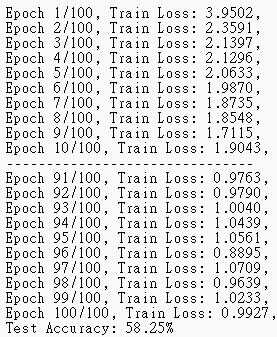 Epoch 1/100, Train Loss: 3.9502,
Epoch 2/100, Train Loss: 2.3591,
Epoch 3/100, Train Loss: 2.1397,
Epoch 4/100, Train Loss: 2.1296,
Epoch 5/100, Train Loss: 2.0633,
Epoch 6/100, Train Loss: 1.9870,
Epoch 7/100, Train Loss: 1.8735,
Epoch 8/100, Train Loss: 1.8548,
Epoch 9/100, Train Loss: 1.7115,
Epoch 10/100, Train Loss: 1.9043,
------------------------------
Epoch 91/100, Train Loss: 0.9763,
Epoch 92/100, Train Loss: 0.9790,
Epoch 93/100, Train Loss: 1.0040,
Epoch 94/100, Train Loss: 1.0439,
Epoch 95/100, Train Loss: 1.0561,
Epoch 96/100, Train Loss: 0.8895,
Epoch 97/100, Train Loss: 1.0709,
Epoch 98/100, Train Loss: 0.9639,
Epoch 99/100, Train Loss: 1.0233,
Epoch 100/100, Train Loss: 0.9927,
Test Accuracy: 58.25%